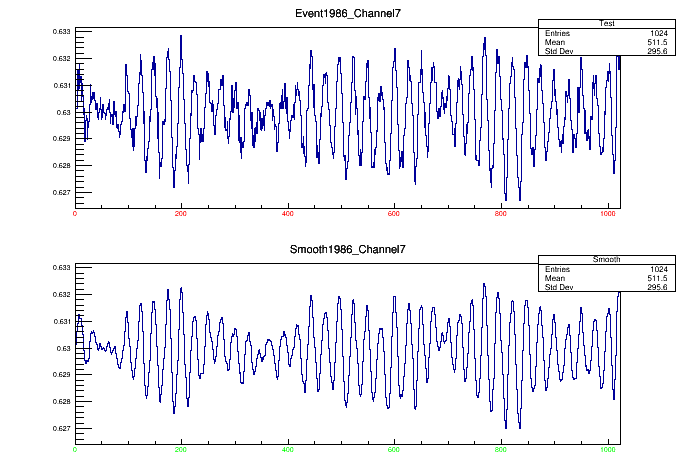 Event1986_Channel7
Test
Entries 1024
Mean 511.5
Std Dev 295.6
0.633
0.632
0.631
0.63
0.629
0.628
0.627
0 200 400 600 800 1000
Smooth1986_Channel7
Smooth
Entries 1024
Mean 511.5
Std Dev 295.6
0.633
0.632
0.631
0.63
0.629
0.628
0.627
0 200 400 600 800 1000